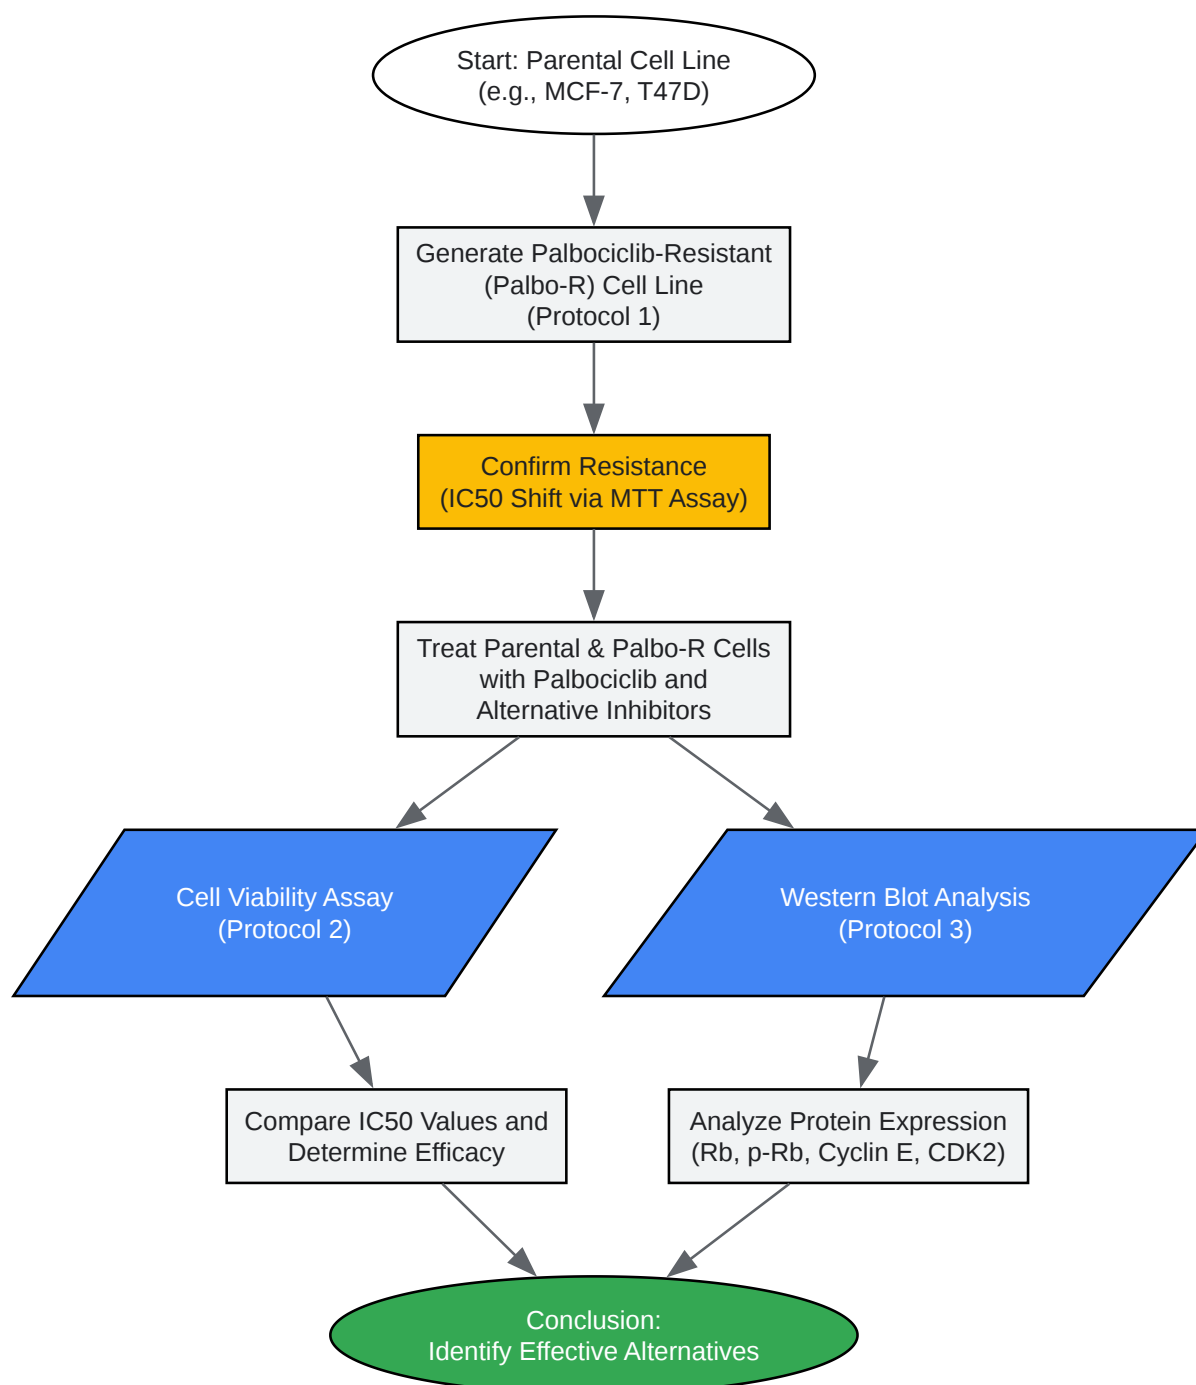 Start: Parental Cell Line
(e.g., MCF-7, T47D)
Generate Palbociclib-Resistant
(Palbo-R) Cell Line
(Protocol 1)
Confirm Resistance
(IC50 Shift via MTT Assay)
Treat Parental & Palbo-R Cells
with Palbociclib and
Alternative Inhibitors
Cell Viability Assay
(Protocol 2)
Western Blot Analysis
(Protocol 3)
Compare IC50 Values and
Determine Efficacy
Analyze Protein Expression
(Rb, p-Rb, Cyclin E, CDK2)
Conclusion:
Identify Effective Alternatives